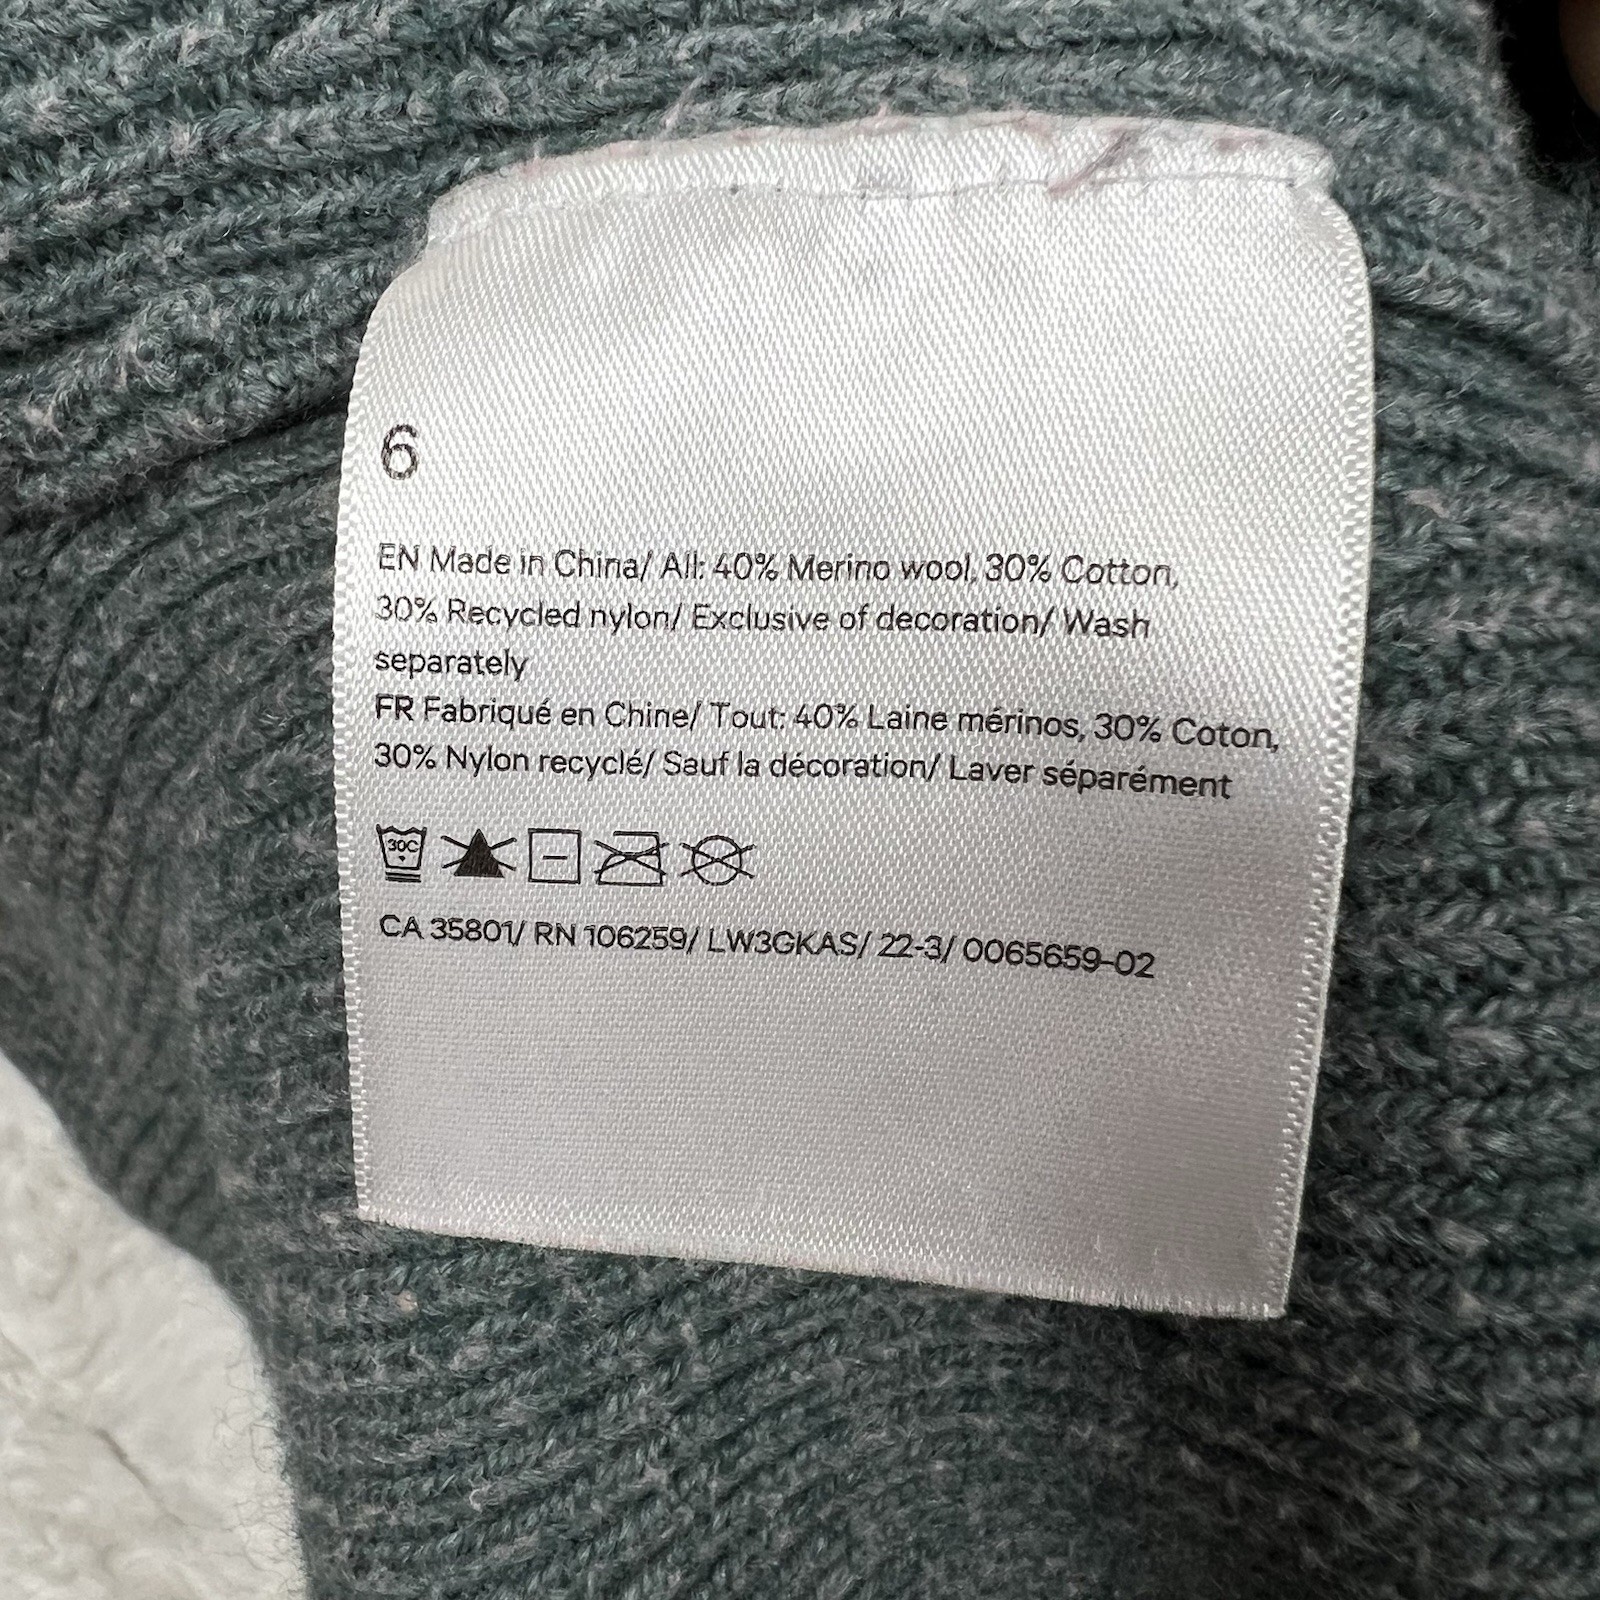 6
EN Made in China/ All: 40% Merino wool, 30% Cotton,
30% Recycled nylon/ Exclusive of decoration/ Wash
separately
FR Fabriqué en Chine/ Tout: 40% Laine mérinos, 30% Coton,
30% Nylon recyclé/ Sauf la décoration/ Laver séparément
30C
CA 35801/ RN 106259/ LW3GKAS/ 22-3/ 0065659-02